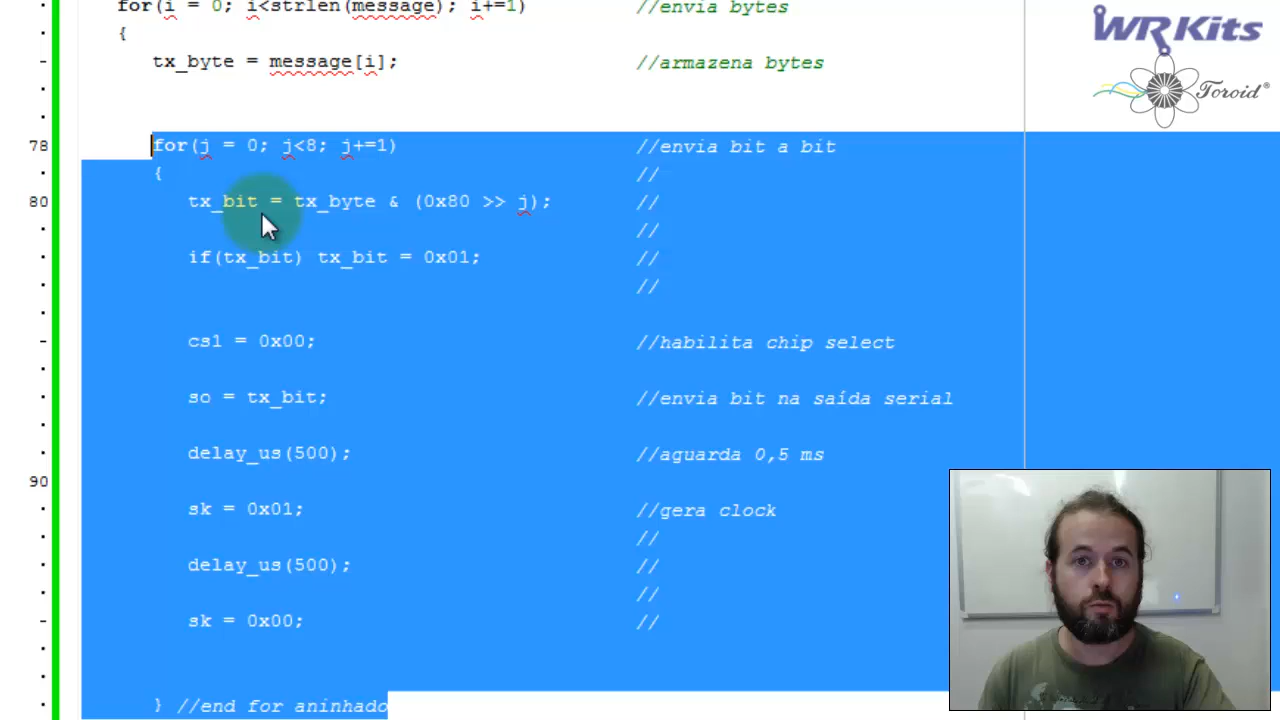 for(i = 0; i<strlen(message); i+=1) //envia bytes
{
tx_byte = message[i]; //armazena bytes
78 for(j = 0; j<8; j+=1) //envia bit a bit
{ //
80 tx_bit = tx_byte & (0x80 >> j); //
//
if(tx_bit) tx_bit = 0x01; //
//
cs1 = 0x00; //habilita chip select
so = tx_bit; //envia bit na saída serial
delay_us(500); //aguarda 0,5 ms
90
sk = 0x01; //gera clock
//
delay_us(500); //
//
sk = 0x00; //
} //end for aninhado
WR Kits
Toroid®